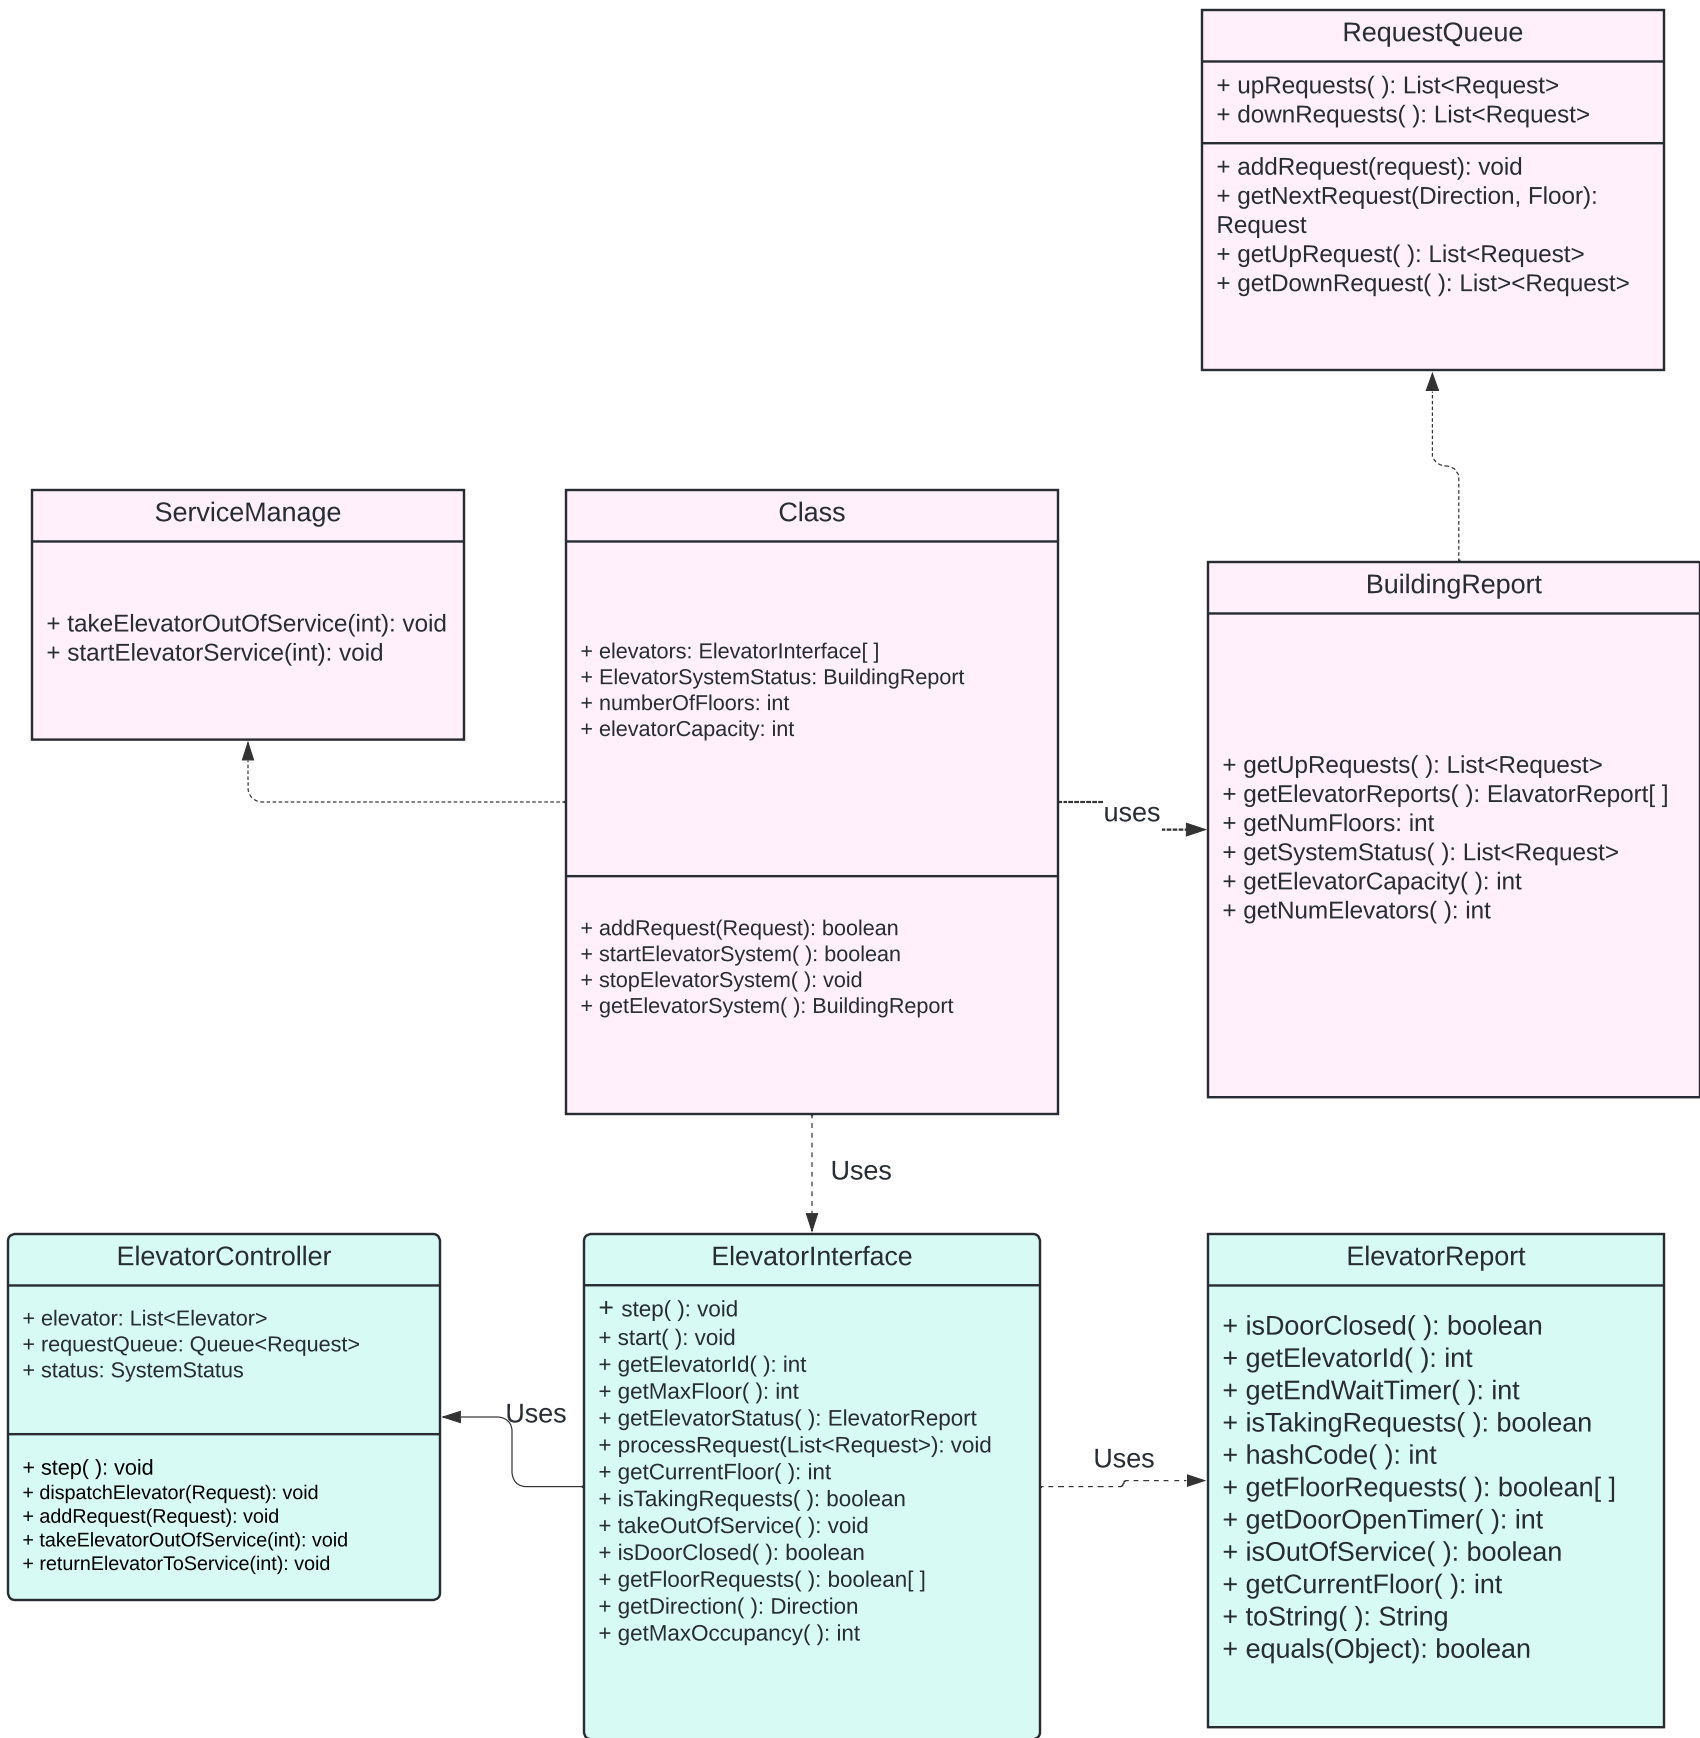 RequestQueue
+ upRequests( ): List<Request>
+ downRequests( ): List<Request>
+ addRequest(request): void
+ getNextRequest(Direction, Floor):
Request
+ getUpRequest( ): List<Request>
+ getDownRequest( ): List><Request>
ServiceManage
+ takeElevatorOutOfService(int): void
+ startElevatorService(int): void
Class
+ elevators: ElevatorInterface[ ]
+ ElevatorSystemStatus: BuildingReport
+ numberOfFloors: int
+ elevatorCapacity: int
+ addRequest(Request): boolean
+ startElevatorSystem( ): boolean
+ stopElevatorSystem( ): void
+ getElevatorSystem( ): BuildingReport
uses
BuildingReport
+ getUpRequests( ): List<Request>
+ getElevatorReports( ): ElavatorReport[ ]
+ getNumFloors: int
+ getSystemStatus( ): List<Request>
+ getElevatorCapacity( ): int
+ getNumElevators( ): int
Uses
ElevatorController
+ elevator: List<Elevator>
+ requestQueue: Queue<Request>
+ status: SystemStatus
+ step( ): void
+ dispatchElevator(Request): void
+ addRequest(Request): void
+ takeElevatorOutOfService(int): void
+ returnElevatorToService(int): void
Uses
ElevatorInterface
+ step( ): void
+ start( ): void
+ getElevatorId( ): int
+ getMaxFloor( ): int
+ getElevatorStatus( ): ElevatorReport
+ processRequest(List<Request>): void
+ getCurrentFloor( ): int
+ isTakingRequests( ): boolean
+ takeOutOfService( ): void
+ isDoorClosed( ): boolean
+ getFloorRequests( ): boolean[ ]
+ getDirection( ): Direction
+ getMaxOccupancy( ): int
Uses
ElevatorReport
+ isDoorClosed( ): boolean
+ getElevatorId( ): int
+ getEndWaitTimer( ): int
+ isTakingRequests( ): boolean
+ hashCode( ): int
+ getFloorRequests( ): boolean[ ]
+ getDoorOpenTimer( ): int
+ isOutOfService( ): boolean
+ getCurrentFloor( ): int
+ toString( ): String
+ equals(Object): boolean